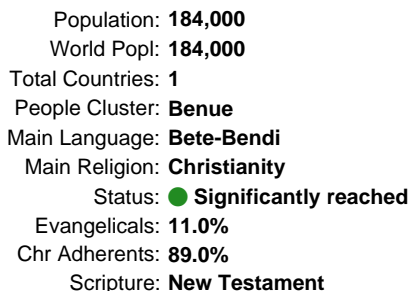 Population: 184,000
World Popl: 184,000
Total Countries: 1
People Cluster: Benue
Main Language: Bete-Bendi
Main Religion: Christianity
Status: Significantly reached
Evangelicals: 11.0%
Chr Adherents: 89.0%
Scripture: New Testament